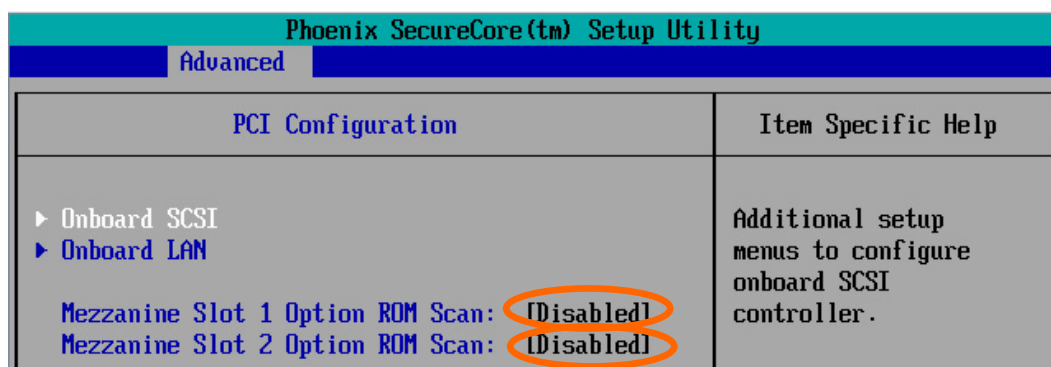 Phoenix SecureCore(tm) Setup Utility
Advanced
PCI Configuration
Item Specific Help
▶ Onboard SCSI
▶ Onboard LAN
Mezzanine Slot 1 Option ROM Scan: [Disabled]
Mezzanine Slot 2 Option ROM Scan: [Disabled]
Additional setup
menus to configure
onboard SCSI
controller.